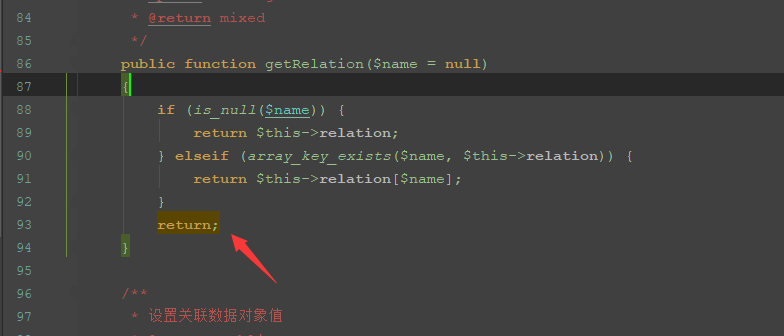 84 * @return mixed
85 */
86 public function getRelation($name = null)
87 {
88 if (is_null($name)) {
89 return $this->relation;
90 } elseif (array_key_exists($name, $this->relation)) {
91 return $this->relation[$name];
92 }
93 return;
94 }
95
96 /**
97 * 设置关联数据对象值